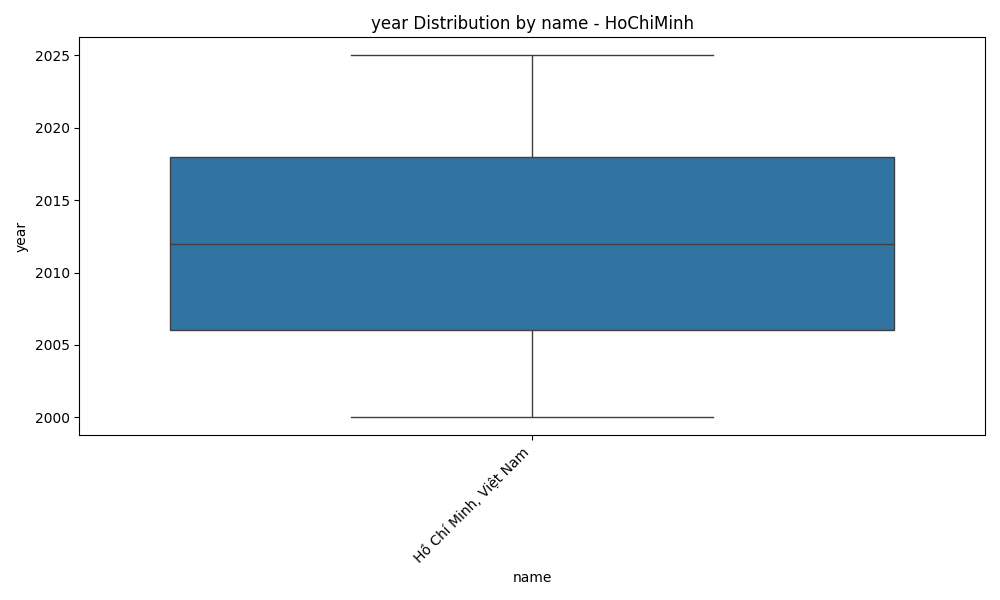 year Distribution by name - HoChiMinh
year
2025
2020
2015
2010
2005
2000
Hồ Chí Minh, Việt Nam
name